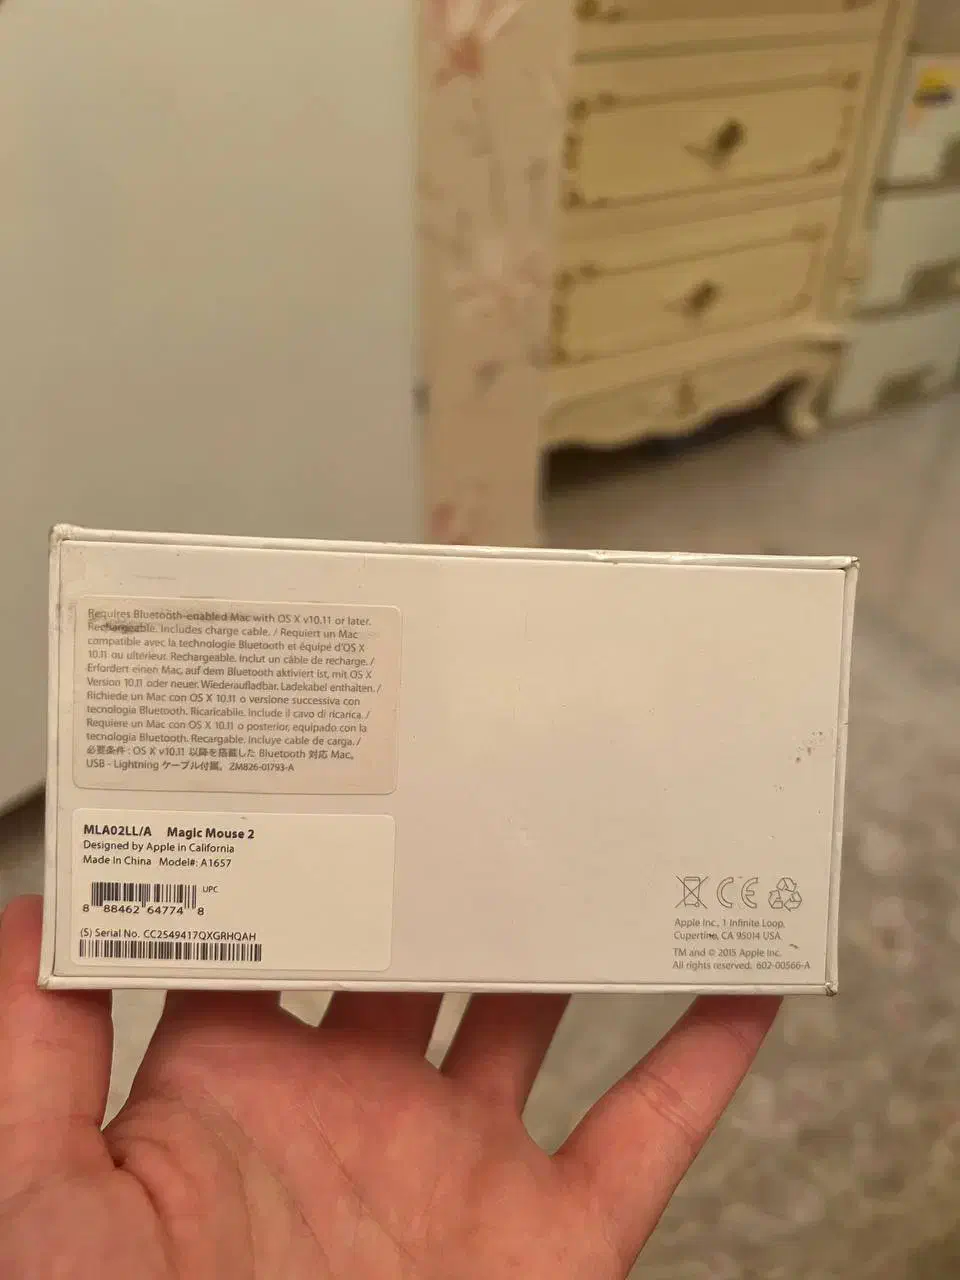 Requires Bluetooth-enabled Mac with OS X v10.11 or later.
Rechargeable. Includes charge cable. / Requiert un Mac
compatible avec la technologie Bluetooth et équipé d'OS X
10.11 ou ultérieur. Rechargeable. Inclut un câble de recharge. /
Erfordert einen Mac, auf dem Bluetooth aktiviert ist, mit OS X
Version 10.11 oder neuer. Wiederaufladbar. Ladekabel enthalten. /
Richiede un Mac con OS X 10.11 o versione successiva con
tecnologia Bluetooth. Ricaricabile. Include il cavo di ricarica. /
Requiere un Mac con OS X 10.11 o posterior, equipado con la
tecnología Bluetooth. Recargable. Incluye cable de carga. /
必要条件 : OS X v10.11 以降を搭載した Bluetooth 対応 Mac。
USB - Lightning ケーブル付属。 ZM826-01793-A
MLA02LL/A Magic Mouse 2
Designed by Apple in California
Made In China Model#: A1657
UPC
8 88462 64774 8
(S) Serial No. CC2549417QXGRHQAH
CE
Apple Inc., 1 Infinite Loop,
Cupertino, CA 95014 USA.
TM and © 2015 Apple Inc.
All rights reserved. 602-00566-A